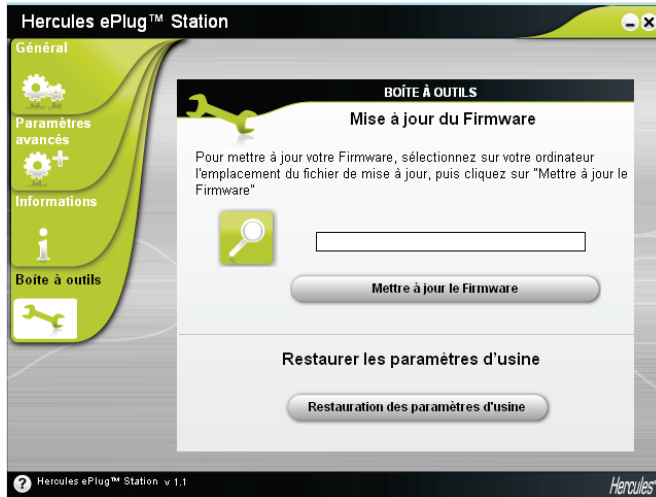 Hercules ePlug™ Station
Général
Paramètres
avancés
Informations
Boîte à outils
BOÎTE À OUTILS
Mise à jour du Firmware
Pour mettre à jour votre Firmware, sélectionnez sur votre ordinateur
l'emplacement du fichier de mise à jour, puis cliquez sur "Mettre à jour le
Firmware"
Mettre à jour le Firmware
Restaurer les paramètres d'usine
Restauration des paramètres d'usine
Hercules ePlug™ Station v 1.1
Hercules